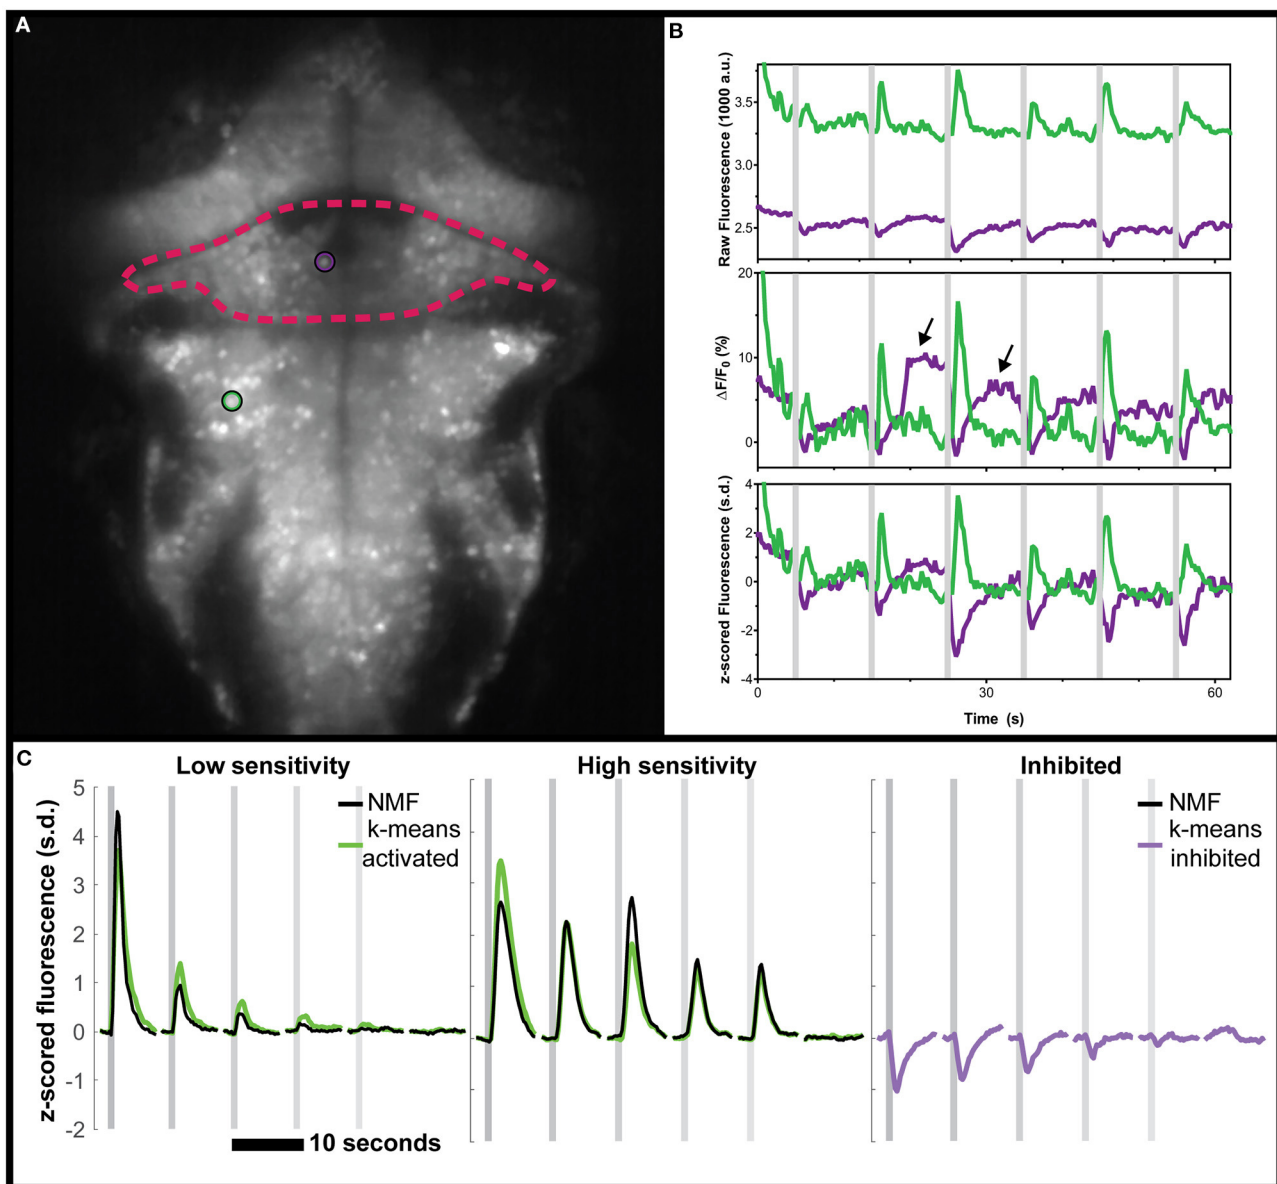 A
B
Raw Fluorescence (1000 a.u.)
3.5
3.0
2.5
ΔF/F0 (%)
20
10
0
z-scored Fluorescence (s.d.)
4
2
0
-2
-4
0
30
60
Time (s)
C
Low sensitivity
High sensitivity
Inhibited
z-scored fluorescence (s.d.)
5
4
3
2
1
0
-1
-2
NMF
k-means
activated
NMF
k-means
inhibited
10 seconds